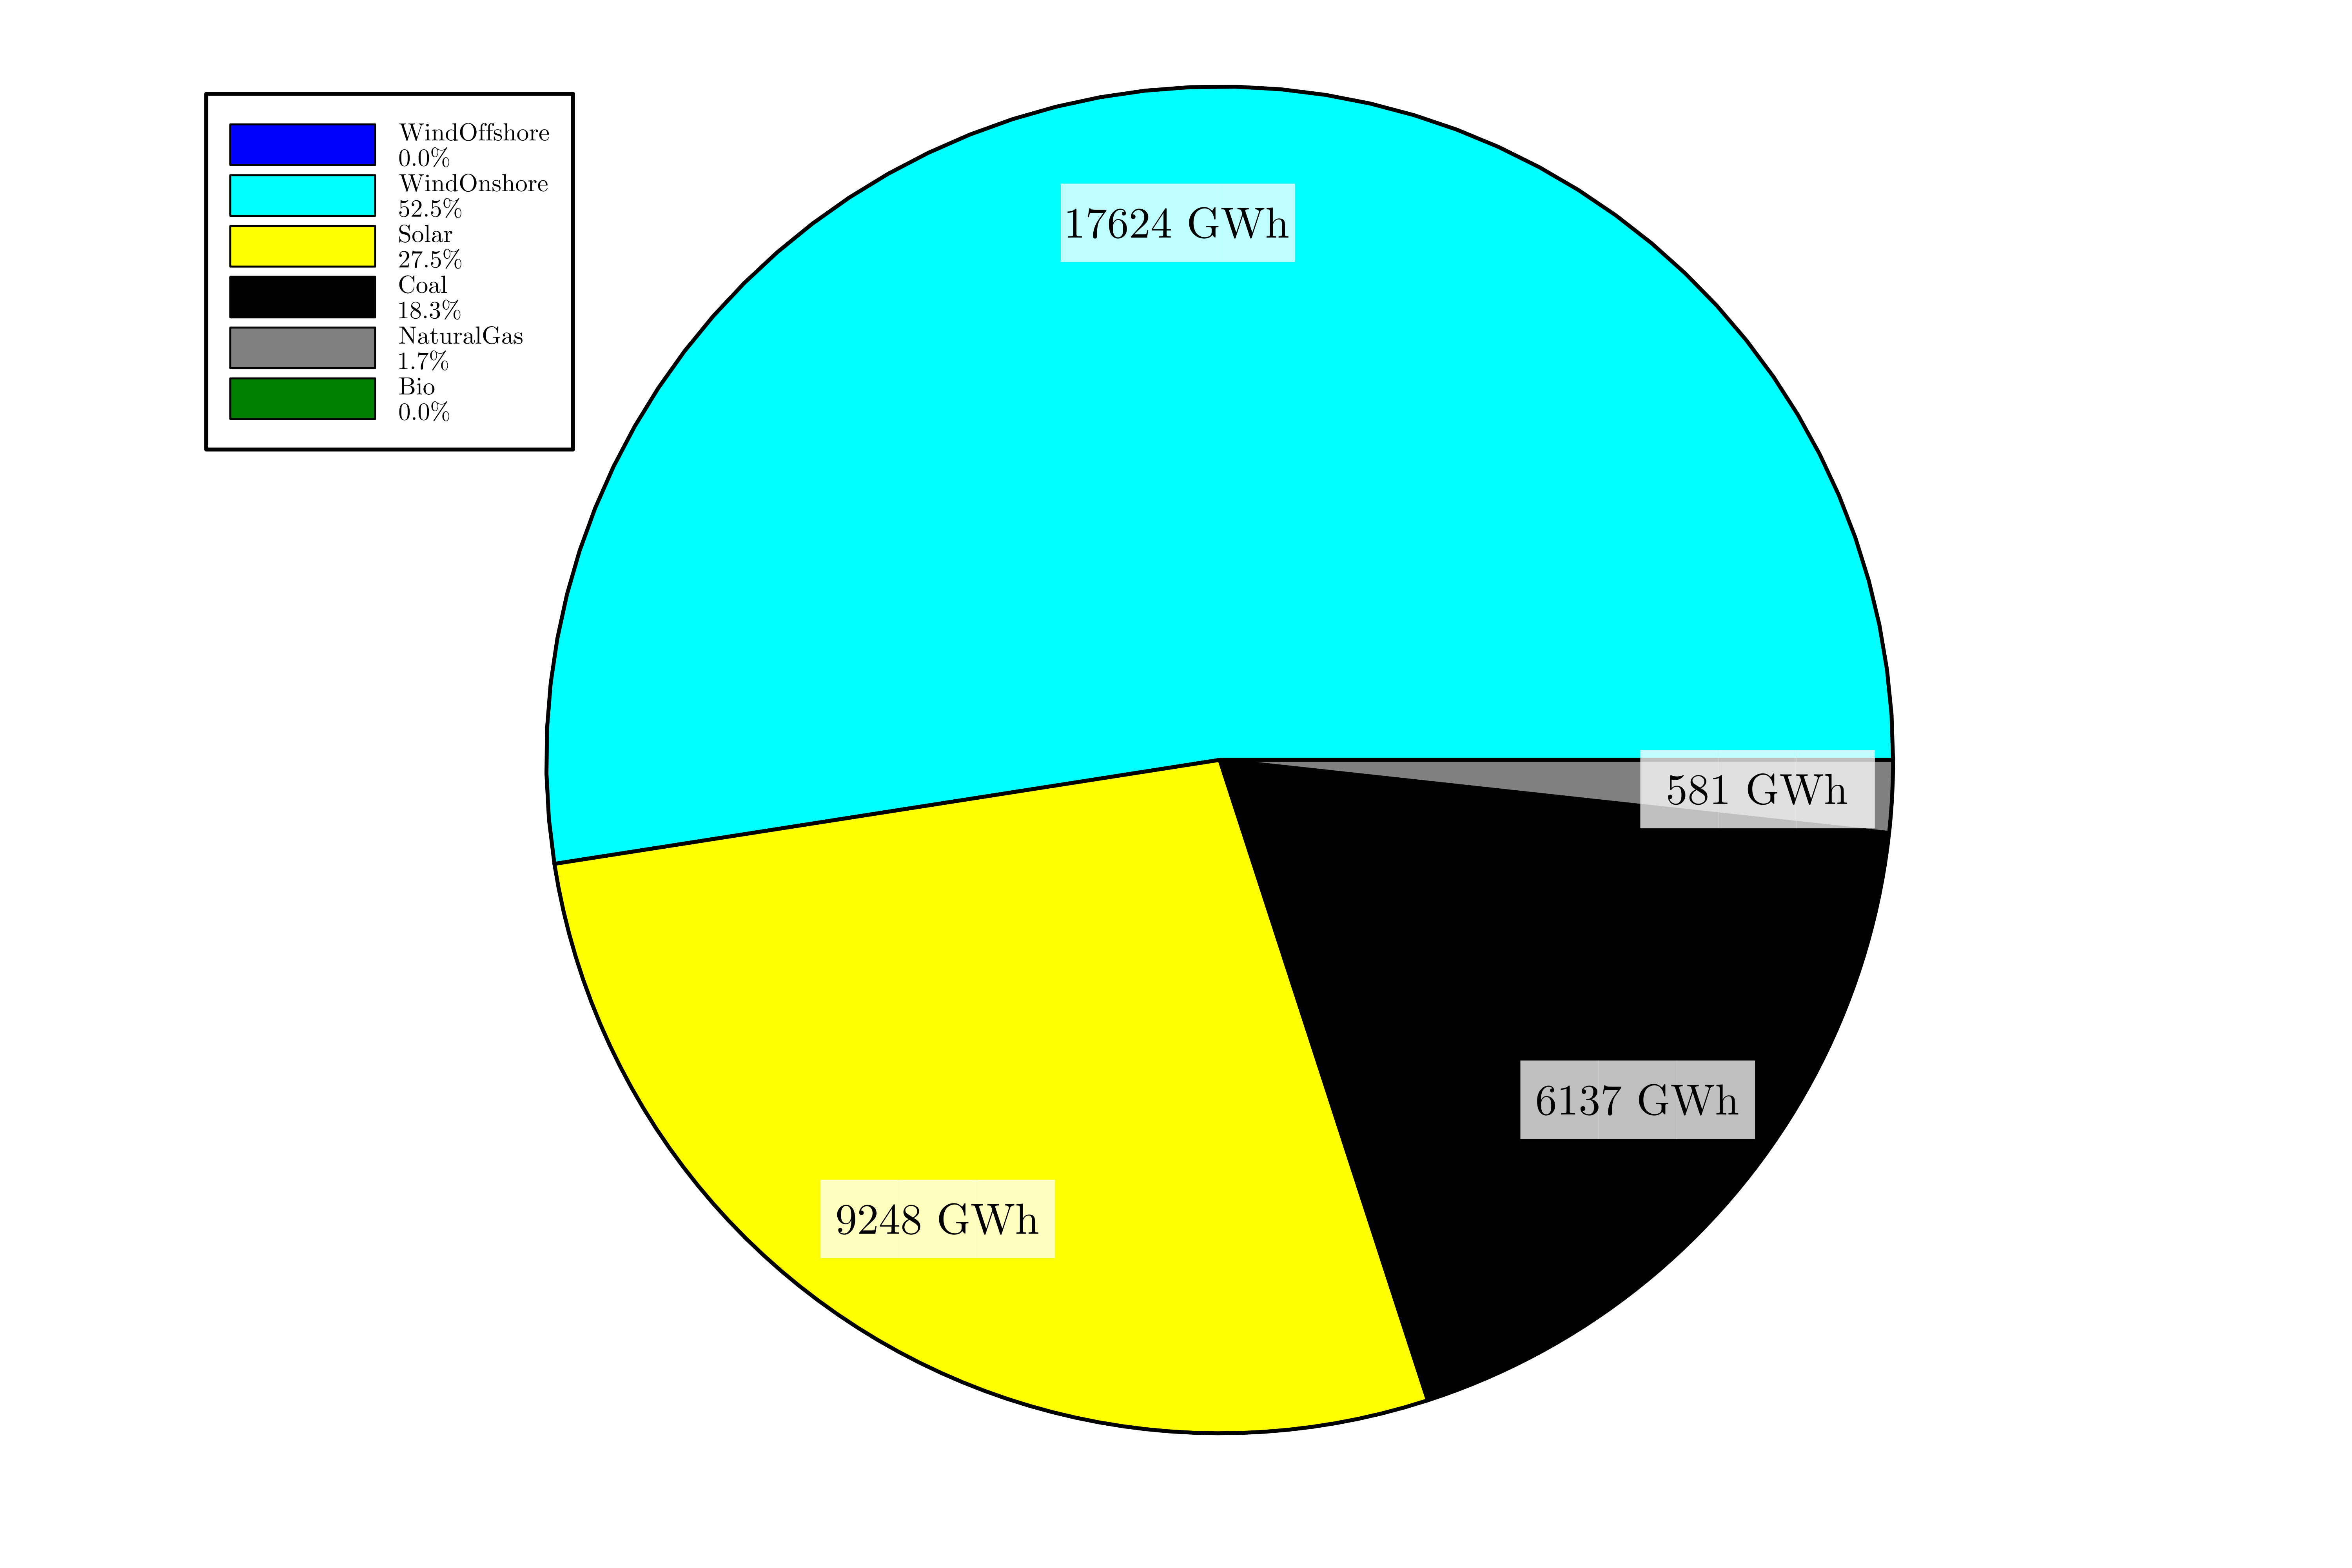 WindOffshore
0.0%
WindOnshore
52.5%
Solar
27.5%
Coal
18.3%
NaturalGas
1.7%
Bio
0.0%
17624 GWh
581 GWh
6137 GWh
9248 GWh